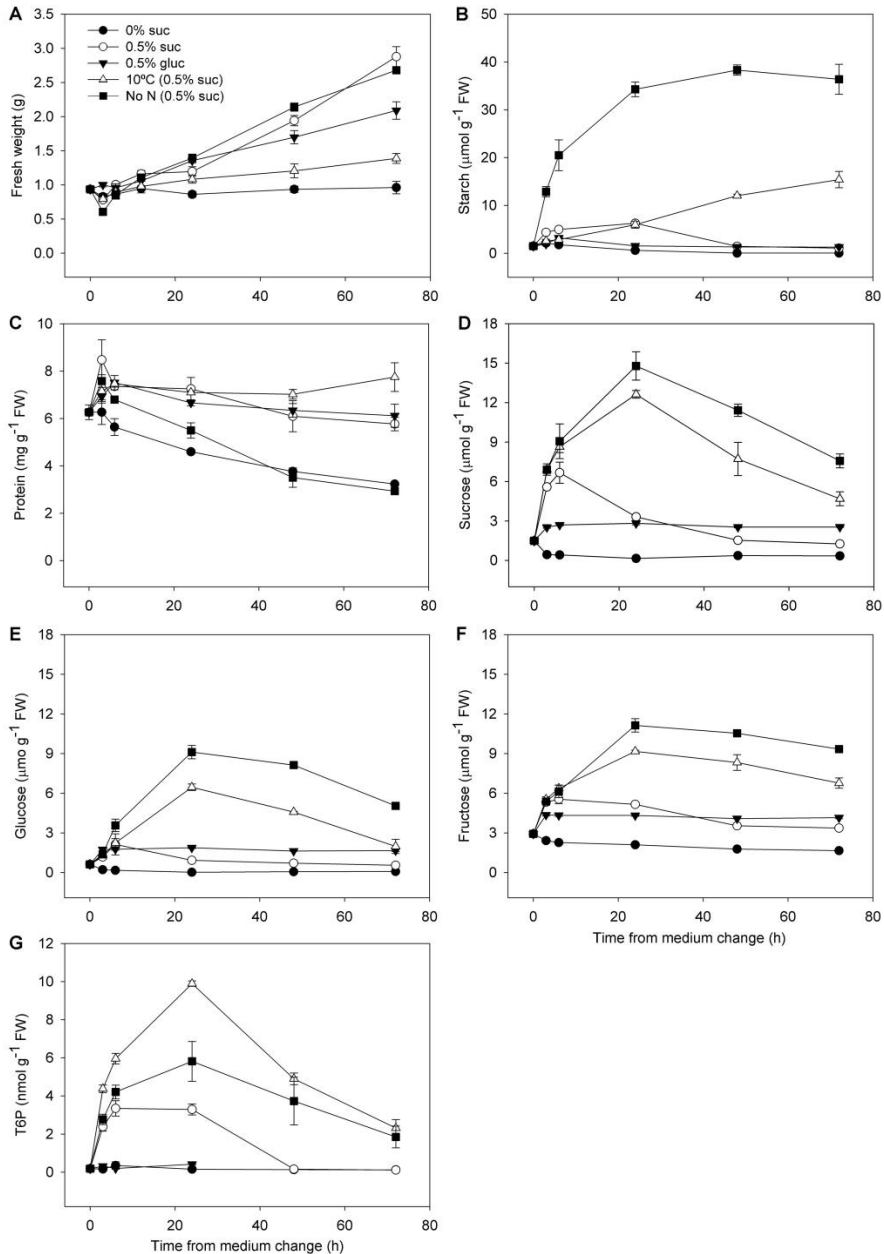 A
Fresh weight (g)
3.5
3.0
2.5
2.0
1.5
1.0
0.5
0.0
0% suc
0.5% suc
0.5% gluc
10ºC (0.5% suc)
No N (0.5% suc)
0 20 40 60 80
B
Starch (μmol g⁻¹ FW)
50
40
30
20
10
0
0 20 40 60 80
C
Protein (mg g⁻¹ FW)
10
8
6
4
2
0
0 20 40 60 80
D
Sucrose (μmol g⁻¹ FW)
18
15
12
9
6
3
0
0 20 40 60 80
E
Glucose (μmo g⁻¹ FW)
18
15
12
9
6
3
0
0 20 40 60 80
F
Fructose (μmol g⁻¹ FW)
18
15
12
9
6
3
0
0 20 40 60 80
Time from medium change (h)
G
T6P (nmol g⁻¹ FW)
12
10
8
6
4
2
0
0 20 40 60 80
Time from medium change (h)